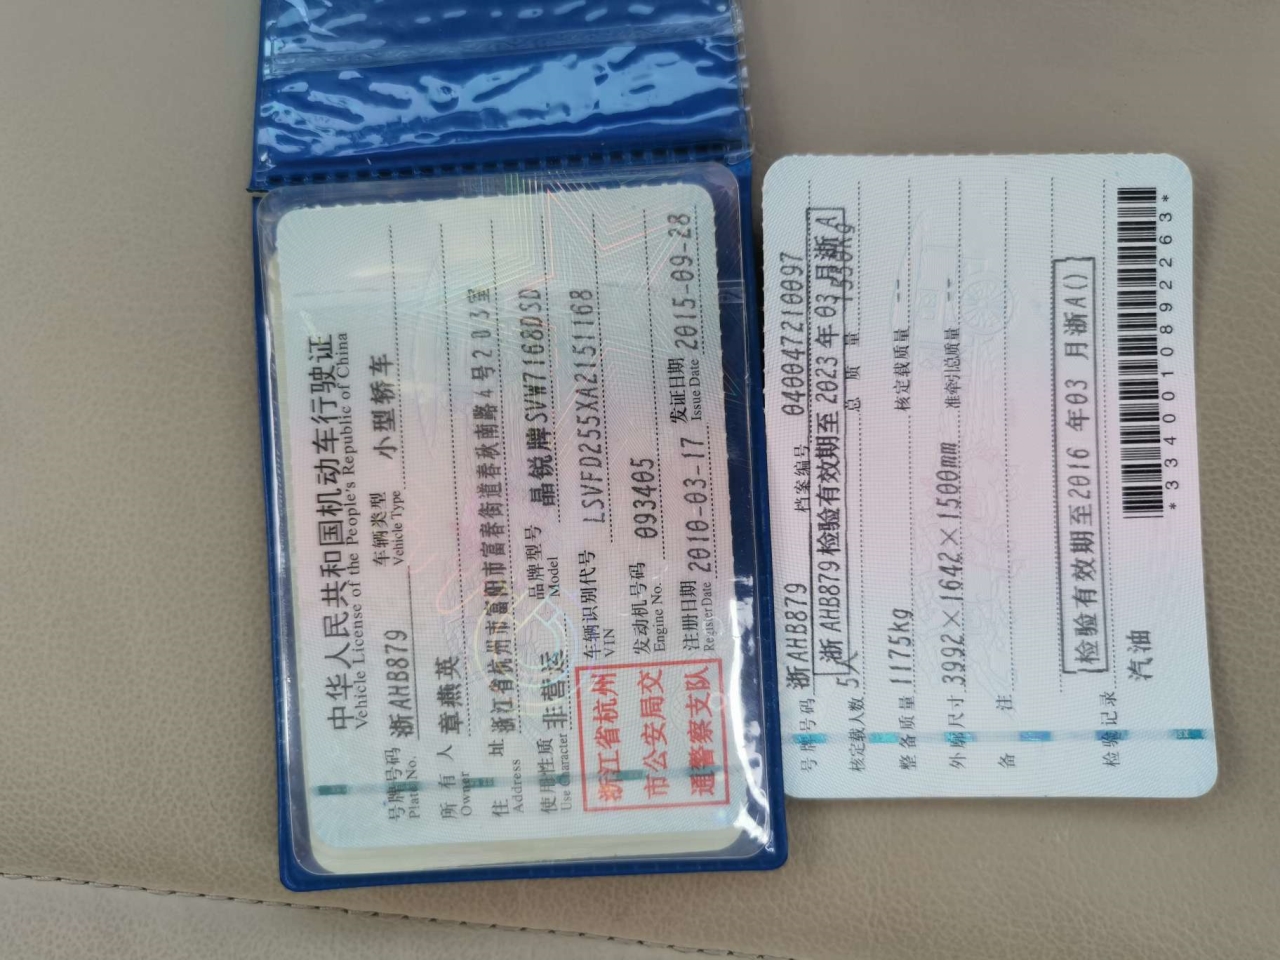 中华人民共和国机动车行驶证
Vehicle License of the People's Republic of China
号牌号码 浙AHB879 车辆类型 小型轿车
Plate No. Vehicle Type
所有人 章燕英
Owner
住址 浙江省杭州市富阳市富春街道春秋南路4号203室
Address
使用性质 非营运 品牌型号 晶锐牌SVW7168DSD
Use Character Model
浙江省杭州市公安局交通警察支队
车辆识别代号 LSVFD255XA2151168
VIN
发动机号码 093405
Engine No.
注册日期 2010-03-17 发证日期 2015-09-28
Register Date Issue Date
号牌号码 浙AHB879 档案编号 040047210097
浙AHB879检验有效期至2023年03月浙A
核定载人数 5人 总质量
整备质量 1175kg 核定载质量 --
外廓尺寸 3992×1642×1500mm 准牵引总质量 --
备注
检验有效期至2016年03月浙A()
检验记录 汽油
*3340010892263*